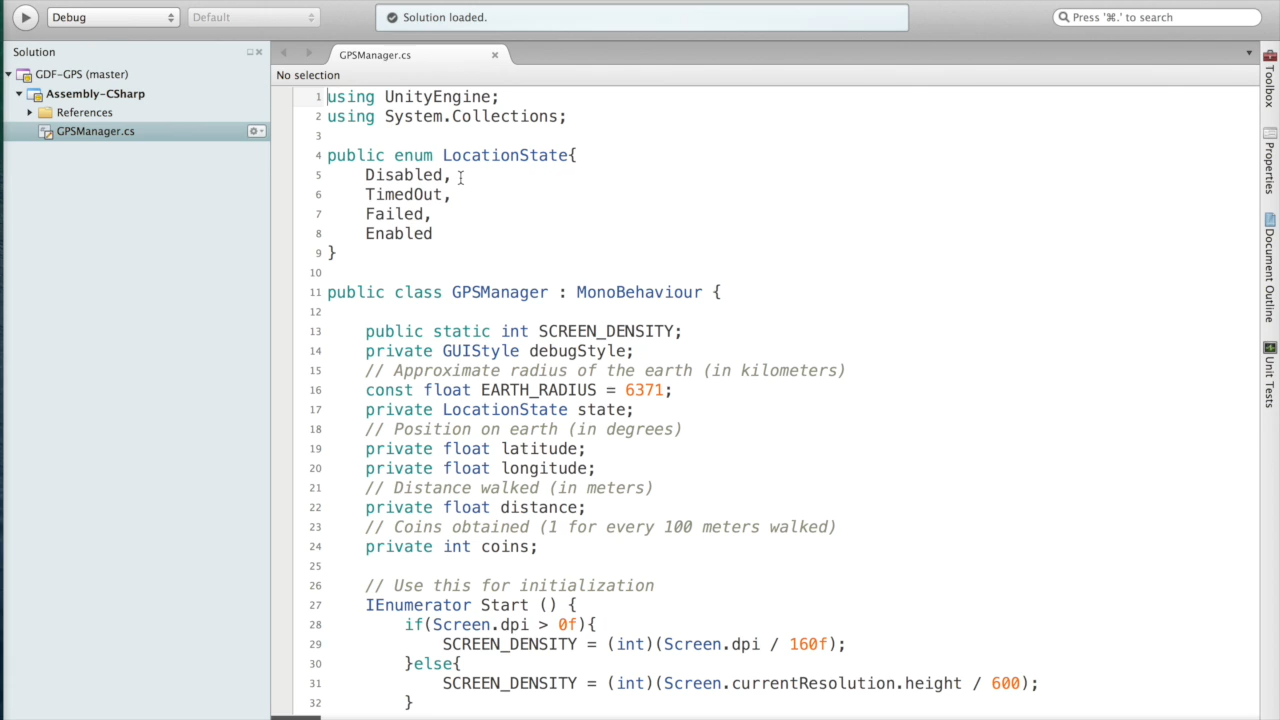 Debug
Default
Solution loaded.
Press '⌘.' to search
Solution
GPSManager.cs
No selection
GDF-GPS (master)
Assembly-CSharp
References
GPSManager.cs
1 using UnityEngine;
2 using System.Collections;
3
4 public enum LocationState{
5 Disabled,
6 TimedOut,
7 Failed,
8 Enabled
9 }
10
11 public class GPSManager : MonoBehaviour {
12
13 public static int SCREEN_DENSITY;
14 private GUIStyle debugStyle;
15 // Approximate radius of the earth (in kilometers)
16 const float EARTH_RADIUS = 6371;
17 private LocationState state;
18 // Position on earth (in degrees)
19 private float latitude;
20 private float longitude;
21 // Distance walked (in meters)
22 private float distance;
23 // Coins obtained (1 for every 100 meters walked)
24 private int coins;
25
26 // Use this for initialization
27 IEnumerator Start () {
28 if(Screen.dpi > 0f){
29 SCREEN_DENSITY = (int)(Screen.dpi / 160f);
30 }else{
31 SCREEN_DENSITY = (int)(Screen.currentResolution.height / 600);
32 }
Toolbox
Properties
Document Outline
Unit Tests